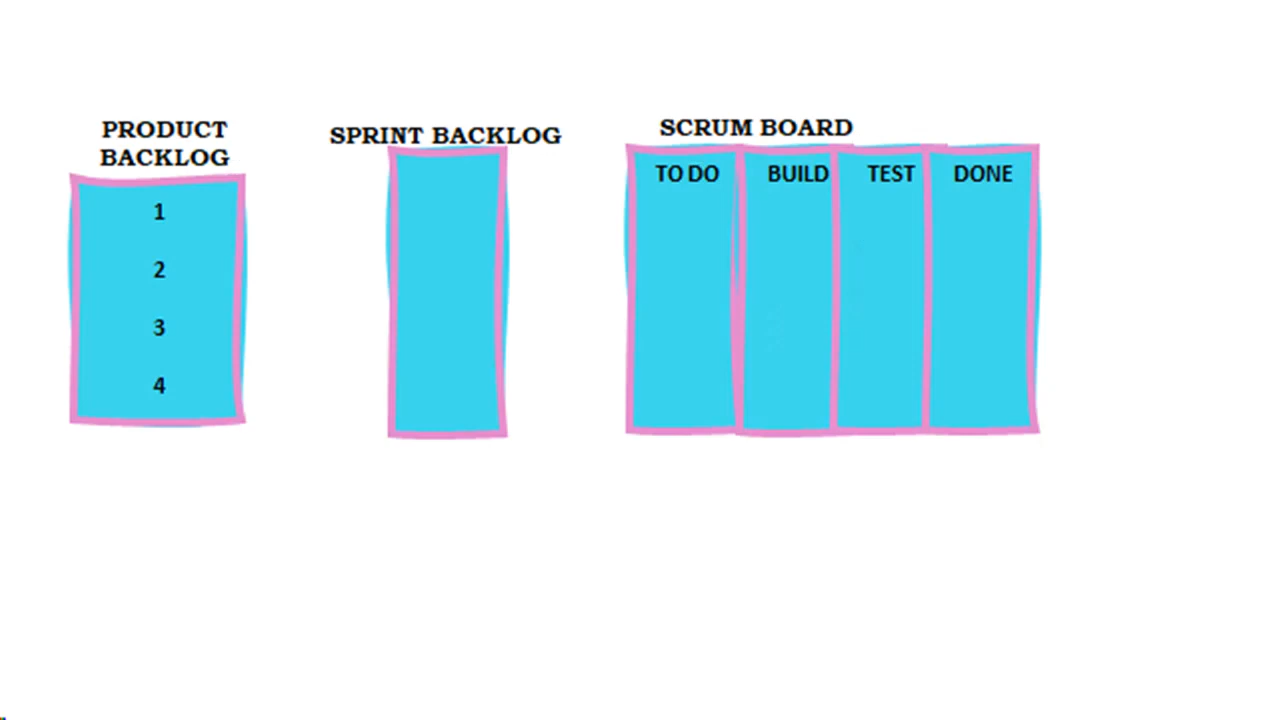 PRODUCT
BACKLOG
1
2
3
4
SPRINT BACKLOG
SCRUM BOARD
TO DO
BUILD
TEST
DONE